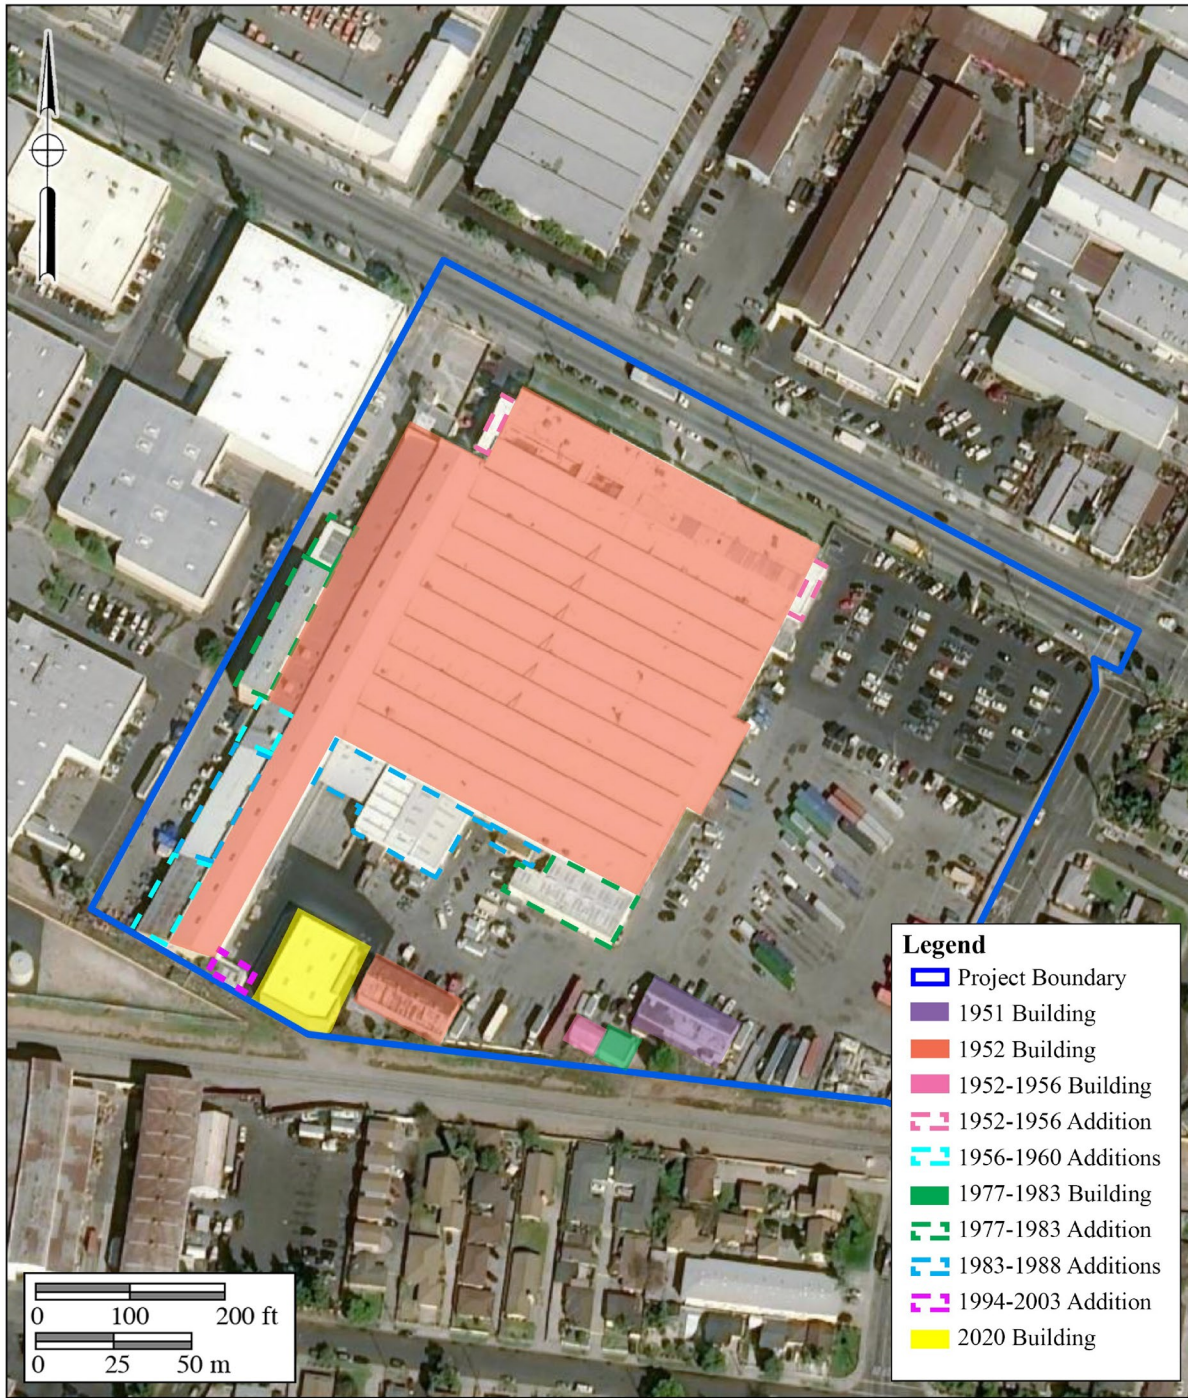 Legend
Project Boundary
1951 Building
1952 Building
1952-1956 Building
1952-1956 Addition
1956-1960 Additions
1977-1983 Building
1977-1983 Addition
1983-1988 Additions
1994-2003 Addition
2020 Building
0 100 200 ft
0 25 50 m